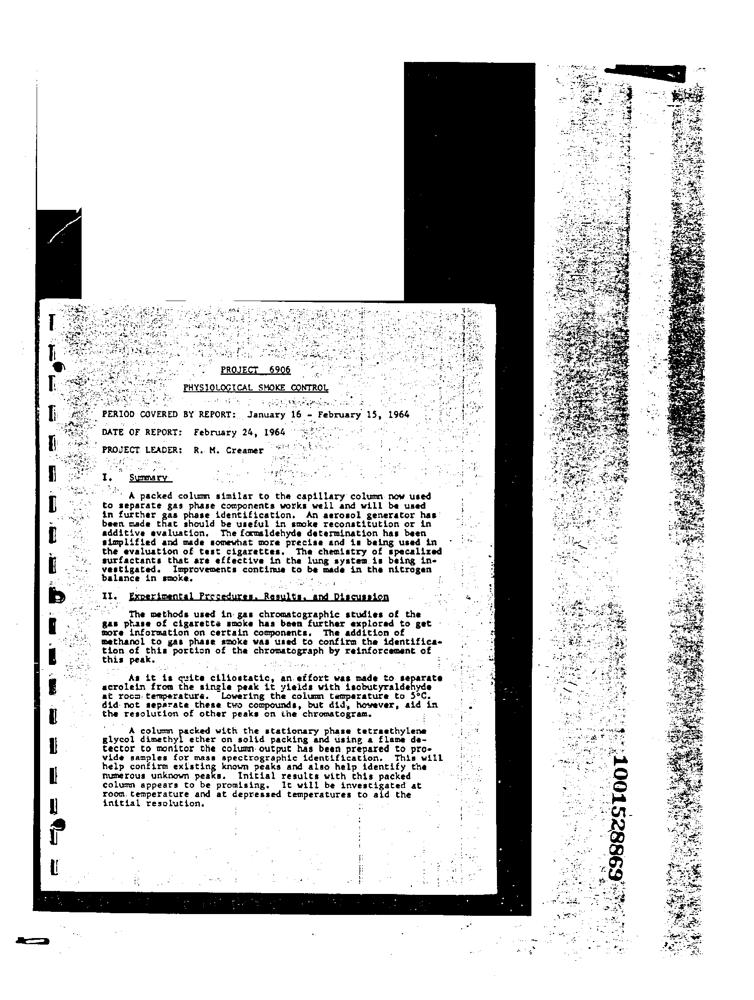 PROJECT 6906
PHYSIOLOGICAL SMOKE CONTROL
PERIOD COVERED BY REPORT: January 16 - February 15, 1964
DATE OF REPORT: February 24, 1964
PROJECT LEADER: R. M. Creamer
I. Summary
A packed column similar to the capillary column now used
to separate gas phase components works well and will be used
in further gas phase identification. An aerosol generator has
been made that should be useful in smoke reconstitution or in
additive evaluation. The formaldehyde determination has been
simplified and made somewhat more precise and is being used in
the evaluation of test cigarettes. The chemistry of specalized
surfactants that are effective in the lung system is being in-
vestigated. Improvements continue to be made in the nitrogen
balance in smoke.
II. Experimental Procedures, Results, and Discussion
The methods used in gas chromatographic studies of the
gas phase of cigarette smoke has been further explored to get
more information on certain components. The addition of
methanol to gas phase smoke was used to confirm the identifica-
tion of this portion of the chromatograph by reinforcement of
this peak.
As it is quite ciliostatic, an effort was made to separate
acrolein from the single peak it yields with isobutyraldehyde
at room temperature. Lowering the column temperature to 5°C.
did not separate these two compounds, but did, however, aid in
the resolution of other peaks on the chromatogram.
A column packed with the stationary phase tetraethylene
glycol dimethyl ether on solid packing and using a flame de-
tector to monitor the column output has been prepared to pro-
vide samples for mass spectrographic identification. This will
help confirm existing known peaks and also help identify the
numerous unknown peaks. Initial results with this packed
column appears to be promising. It will be investigated at
room temperature and at depressed temperatures to aid the
initial resolution.
1001528869